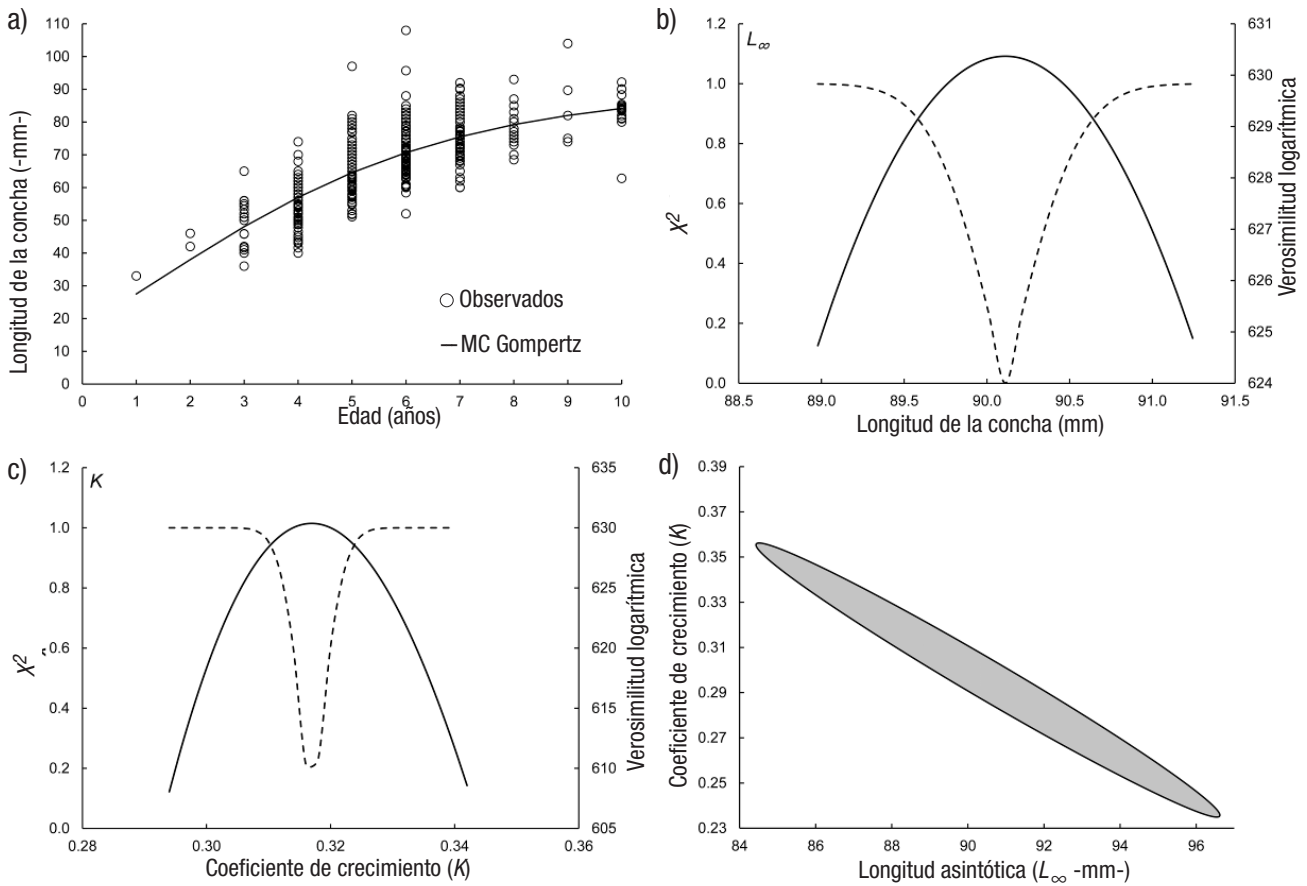 a)
Longitud de la concha (-mm-)
110
100
90
80
70
60
50
40
30
20
10
0
0 1 2 3 4 5 6 7 8 9 10
Edad (años)
Observados
MC Gompertz
b)
L∞
χ2
1.2
1.0
0.8
0.6
0.4
0.2
0.0
88.5 89.0 89.5 90.0 90.5 91.0 91.5
Longitud de la concha (mm)
631
630
629
628
627
626
625
624
Verosimilitud logarítmica
c)
K
χ2
1.2
1.0
0.8
0.6
0.4
0.2
0.0
0.28 0.30 0.32 0.34 0.36
Coeficiente de crecimiento (K)
635
630
625
620
615
610
605
Verosimilitud logarítmica
d)
Coeficiente de crecimiento (K)
0.39
0.37
0.35
0.33
0.31
0.29
0.27
0.25
0.23
84 86 88 90 92 94 96
Longitud asintótica (L∞ -mm-)